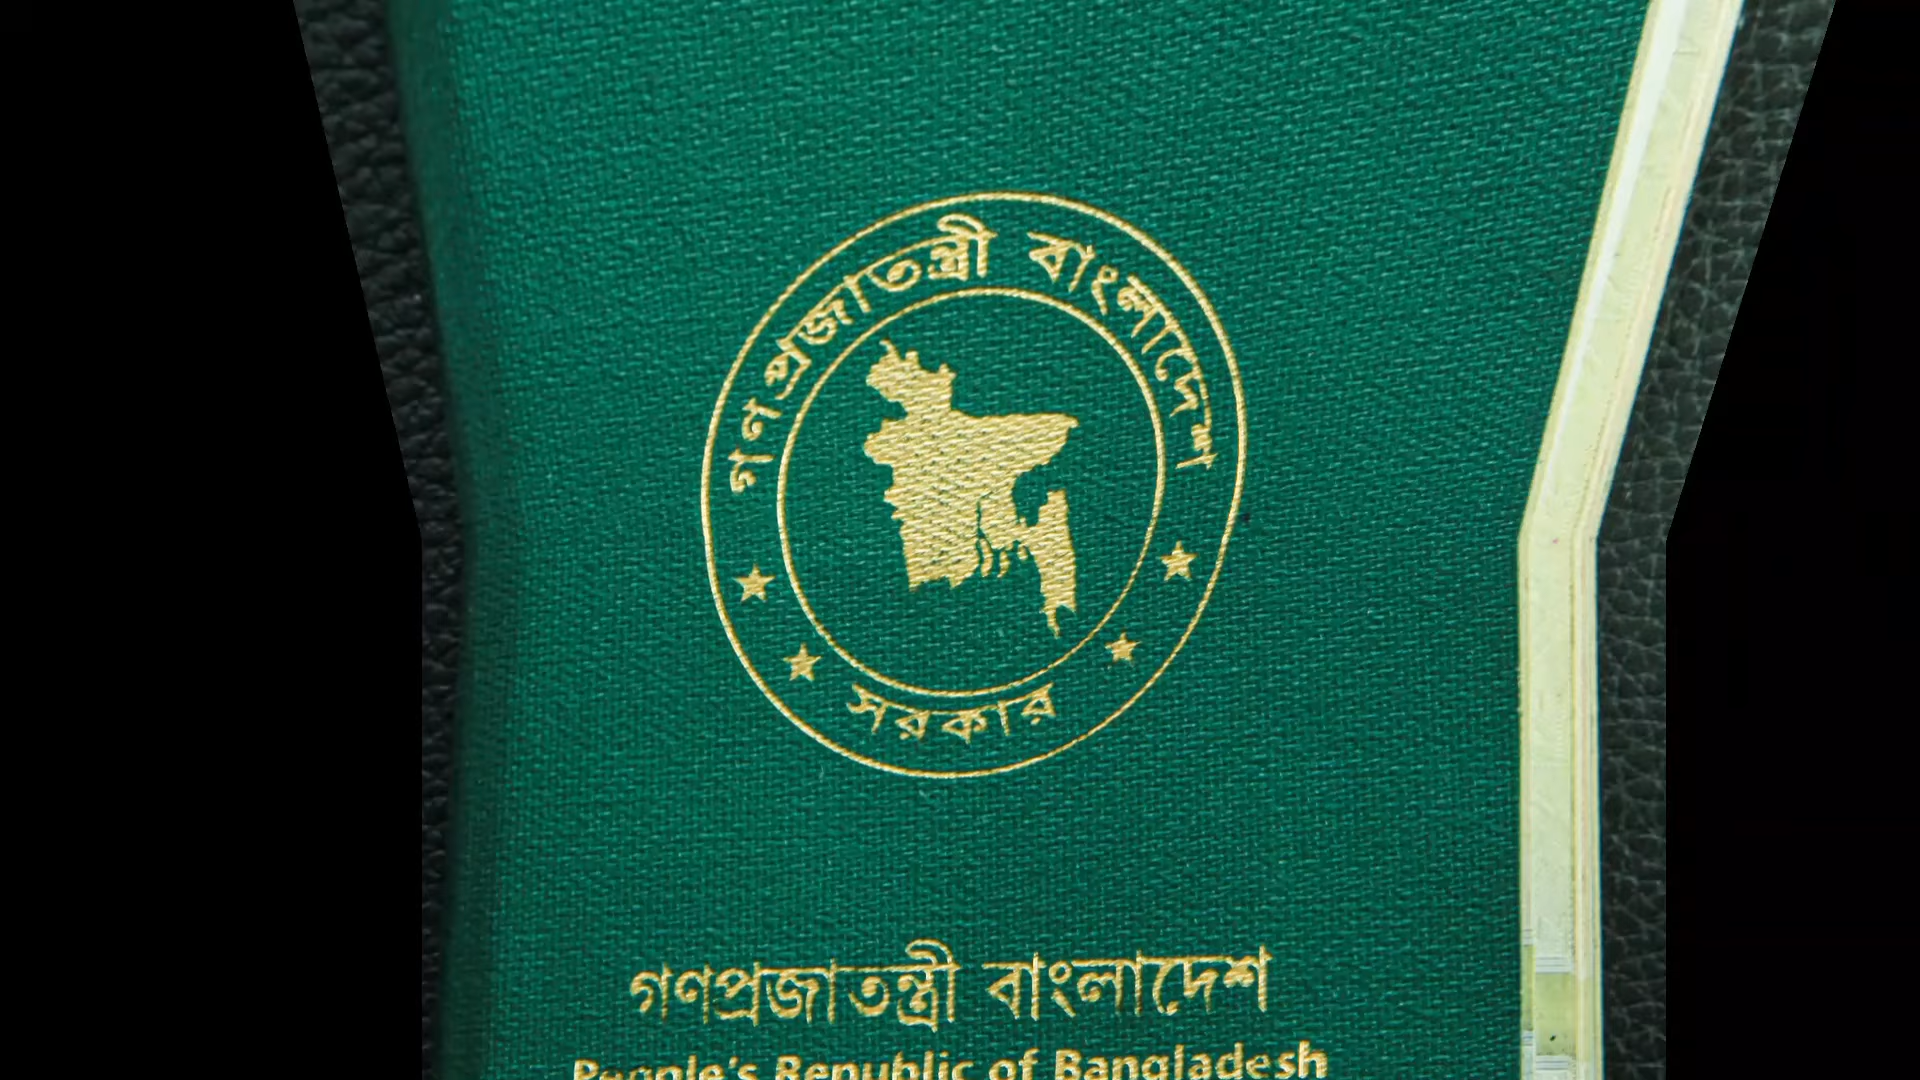 গণপ্রজাতন্ত্রী বাংলাদেশ
সরকার
গণপ্রজাতন্ত্রী বাংলাদেশ
People's Republic of Bangladesh